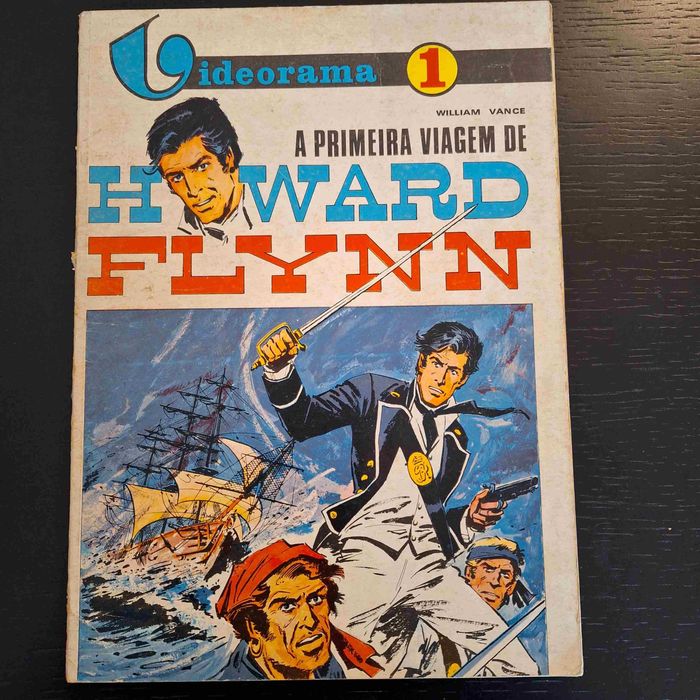 Videorama 1
WILLIAM VANCE
A PRIMEIRA VIAGEM DE
HOWARD
FLYNN